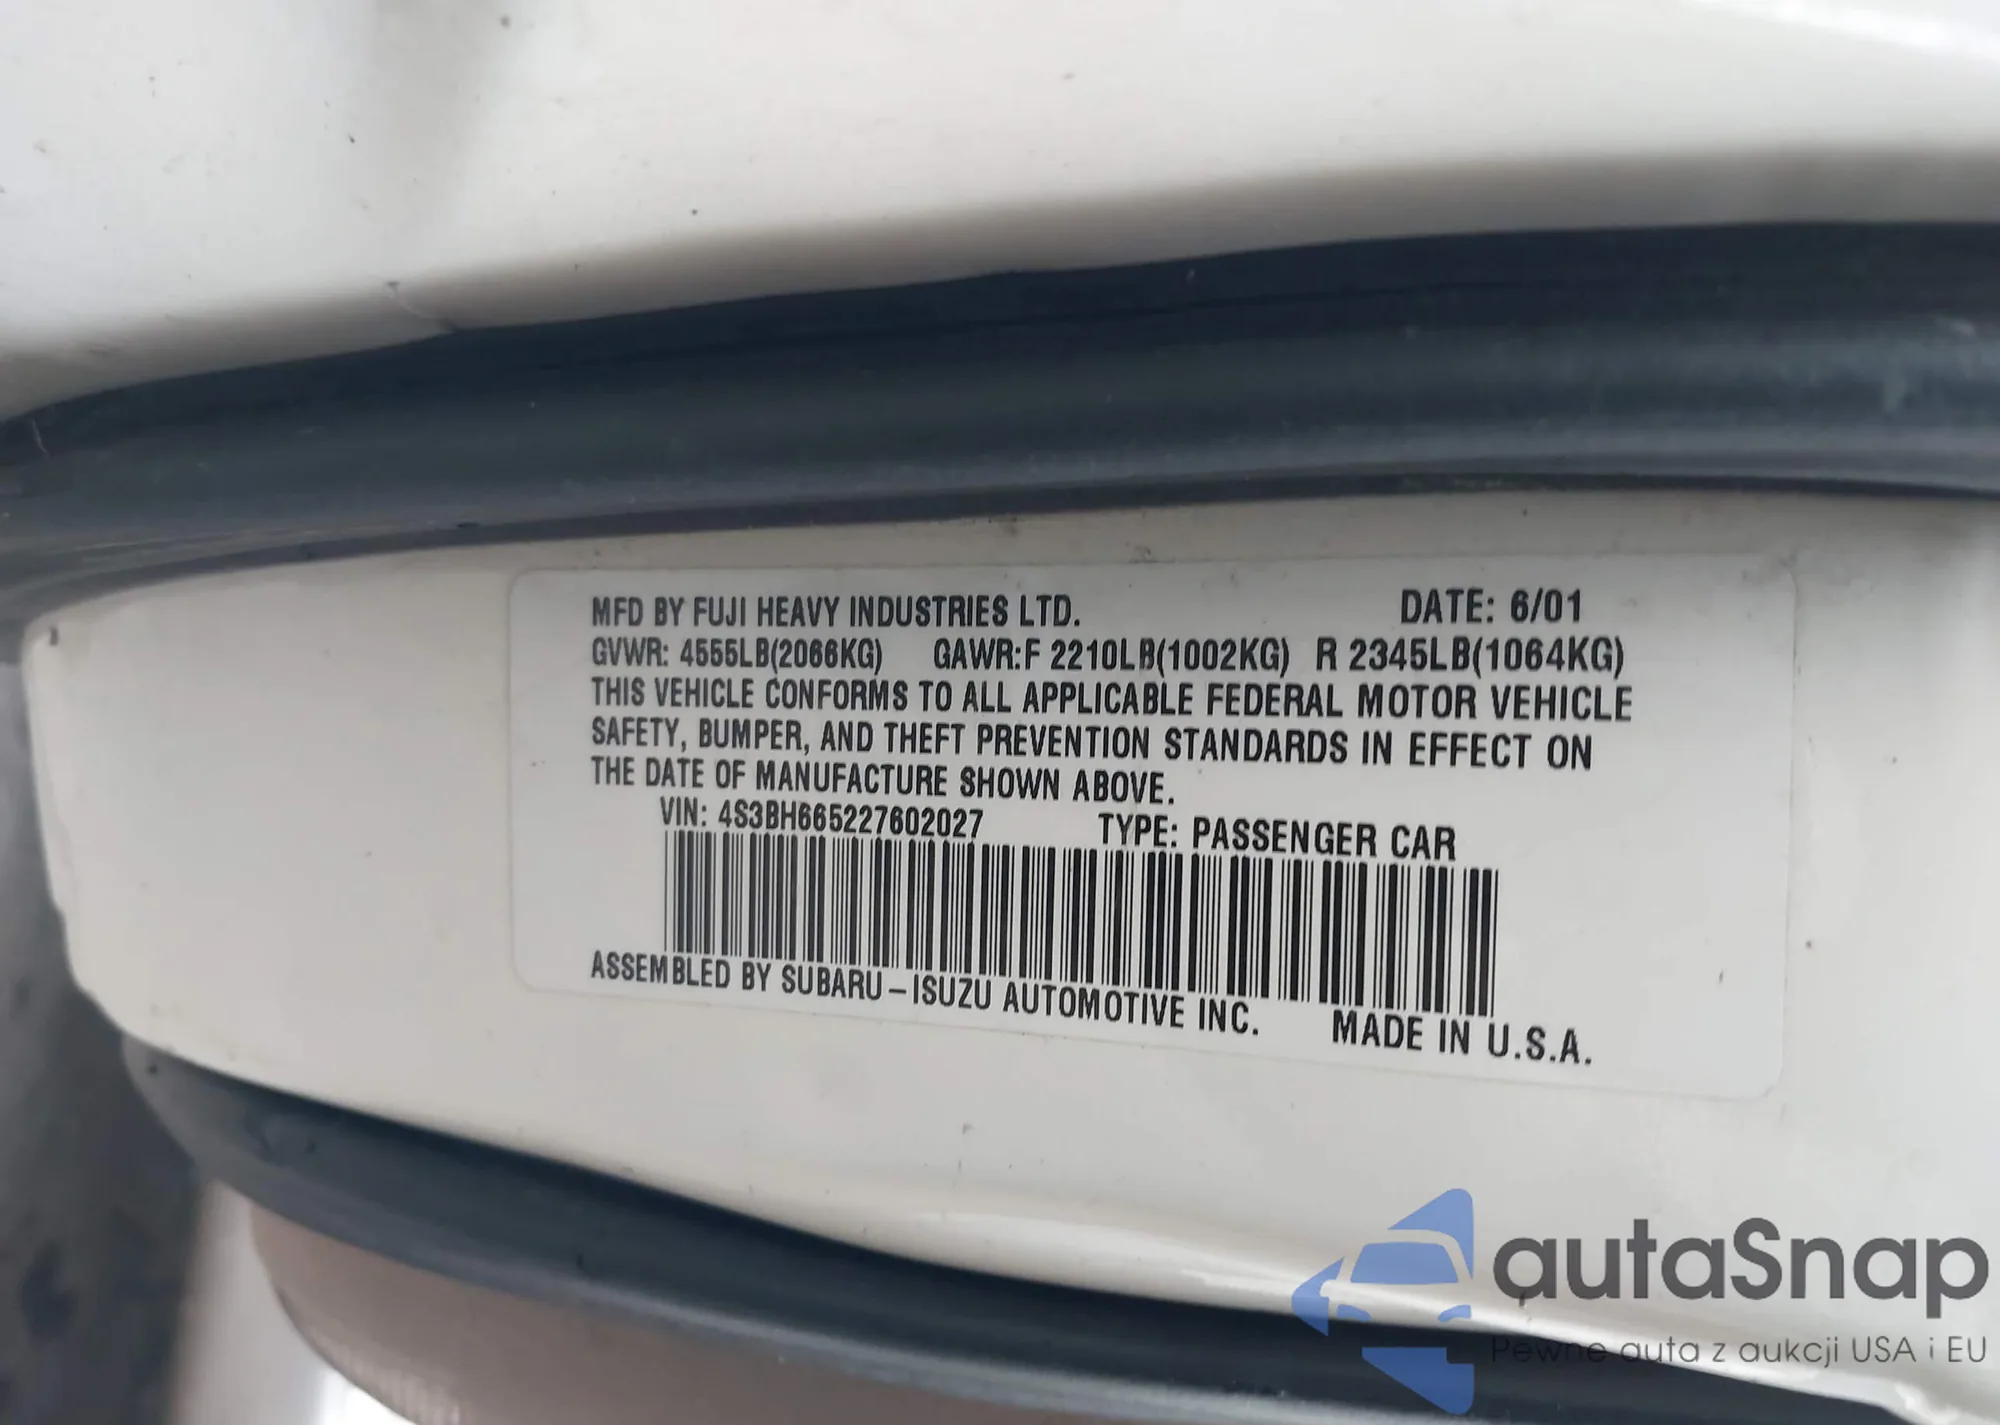 MFD BY FUJI HEAVY INDUSTRIES LTD. DATE: 6/01
GVWR: 4555LB(2066KG) GAWR:F 2210LB(1002KG) R 2345LB(1064KG)
THIS VEHICLE CONFORMS TO ALL APPLICABLE FEDERAL MOTOR VEHICLE
SAFETY, BUMPER, AND THEFT PREVENTION STANDARDS IN EFFECT ON
THE DATE OF MANUFACTURE SHOWN ABOVE.
VIN: 4S3BH665227602027 TYPE: PASSENGER CAR
ASSEMBLED BY SUBARU-ISUZU AUTOMOTIVE INC. MADE IN U.S.A.
autaSnap
Pewne auta z aukcji USA i EU